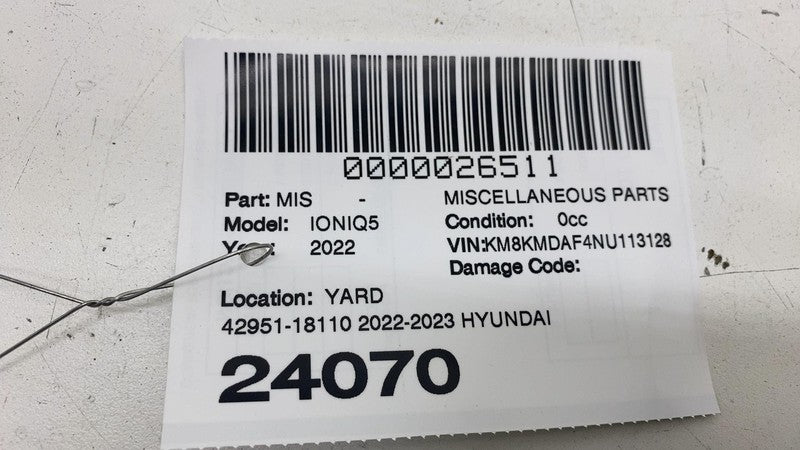 0000026511
Part: MIS - MISCELLANEOUS PARTS
Model: IONIQ5 Condition: 0cc
2022 VIN:KM8KMDAF4NU113128
Damage Code:
Location: YARD
42951-18110 2022-2023 HYUNDAI
24070